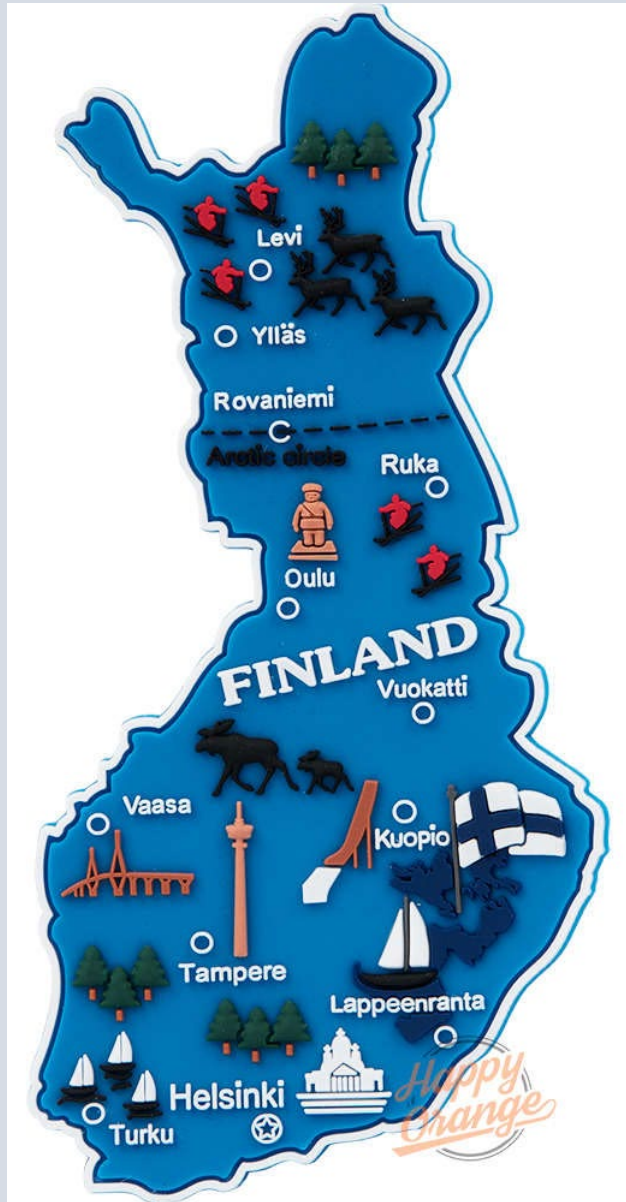 Levi
Ylläs
Rovaniemi
Arctic circle
Ruka
Oulu
FINLAND
Vuokatti
Vaasa
Kuopio
Tampere
Lappeenranta
Helsinki
Turku
Happy
Orange